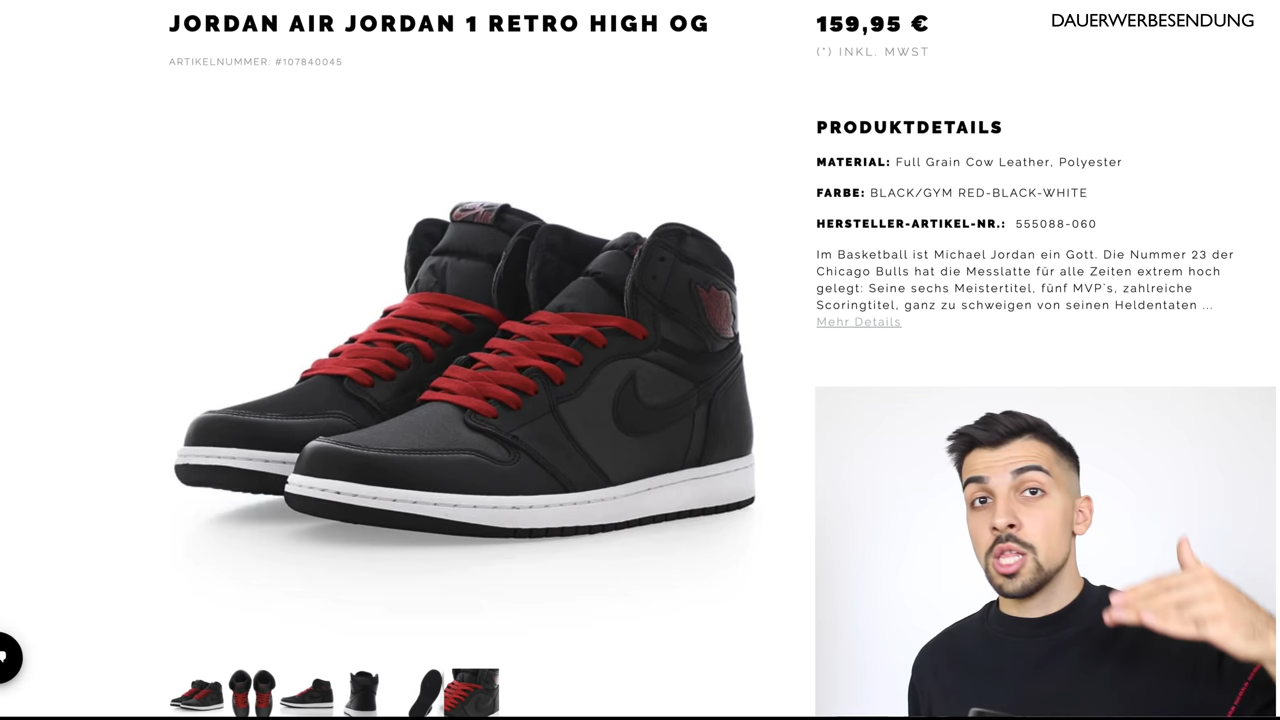 JORDAN AIR JORDAN 1 RETRO HIGH OG
ARTIKELNUMMER: #107840045
159,95 €
(*) INKL. MWST
DAUERWERBESENDUNG
PRODUKTDETAILS
MATERIAL: Full Grain Cow Leather, Polyester
FARBE: BLACK/GYM RED-BLACK-WHITE
HERSTELLER-ARTIKEL-NR.: 555088-060
Im Basketball ist Michael Jordan ein Gott. Die Nummer 23 der
Chicago Bulls hat die Messlatte für alle Zeiten extrem hoch
gelegt: Seine sechs Meistertitel, fünf MVP`s, zahlreiche
Scoringtitel, ganz zu schweigen von seinen Heldentaten ...
Mehr Details